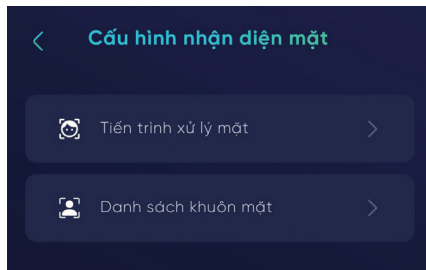 Cấu hình nhận diện mặt
Tiến trình xử lý mặt
Danh sách khuôn mặt